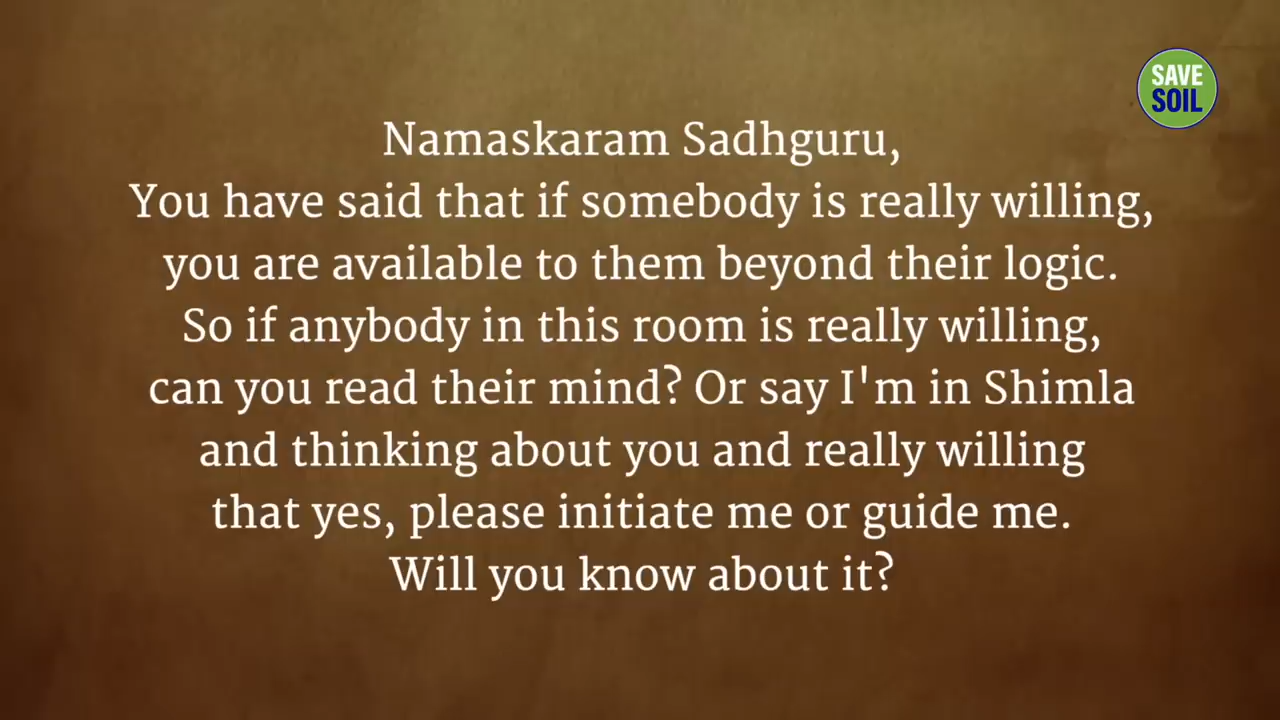 SAVE
SOIL
Namaskaram Sadhguru,
You have said that if somebody is really willing,
you are available to them beyond their logic.
So if anybody in this room is really willing,
can you read their mind? Or say I'm in Shimla
and thinking about you and really willing
that yes, please initiate me or guide me.
Will you know about it?